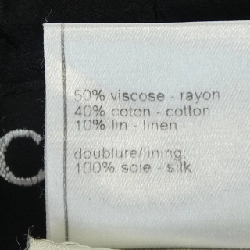 50% viscose - rayon
40% coton - cotton
10% lin - linen
doublure/lining:
100% soie - silk
C